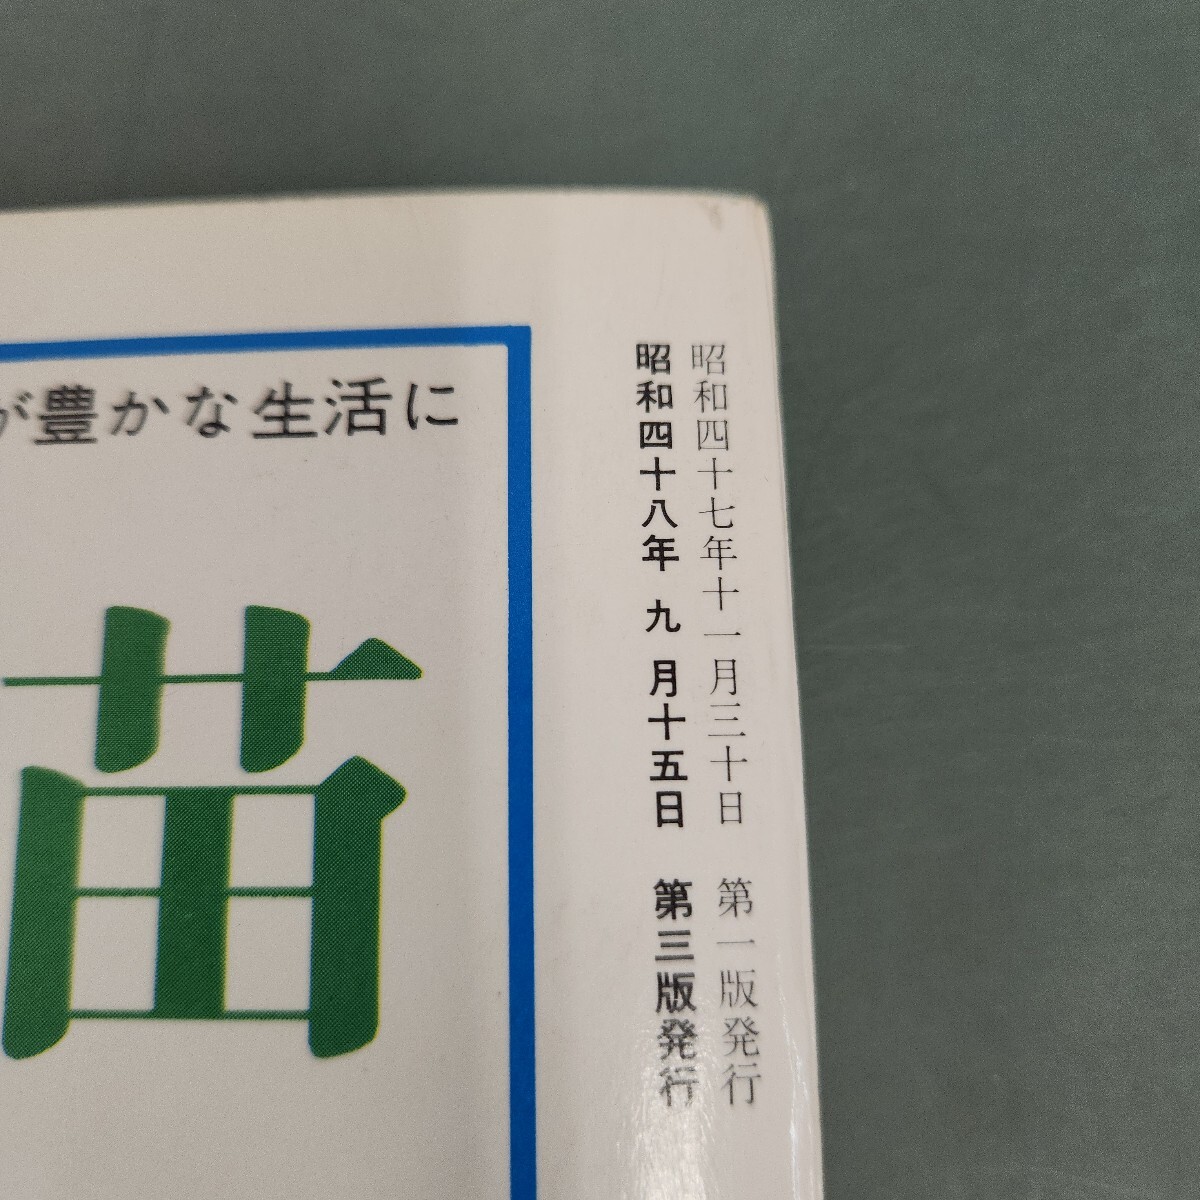 昭和四十七年十一月三十日 第一版発行
昭和四十八年 九 月十五日 第三版発行
が豊かな生活に
苗